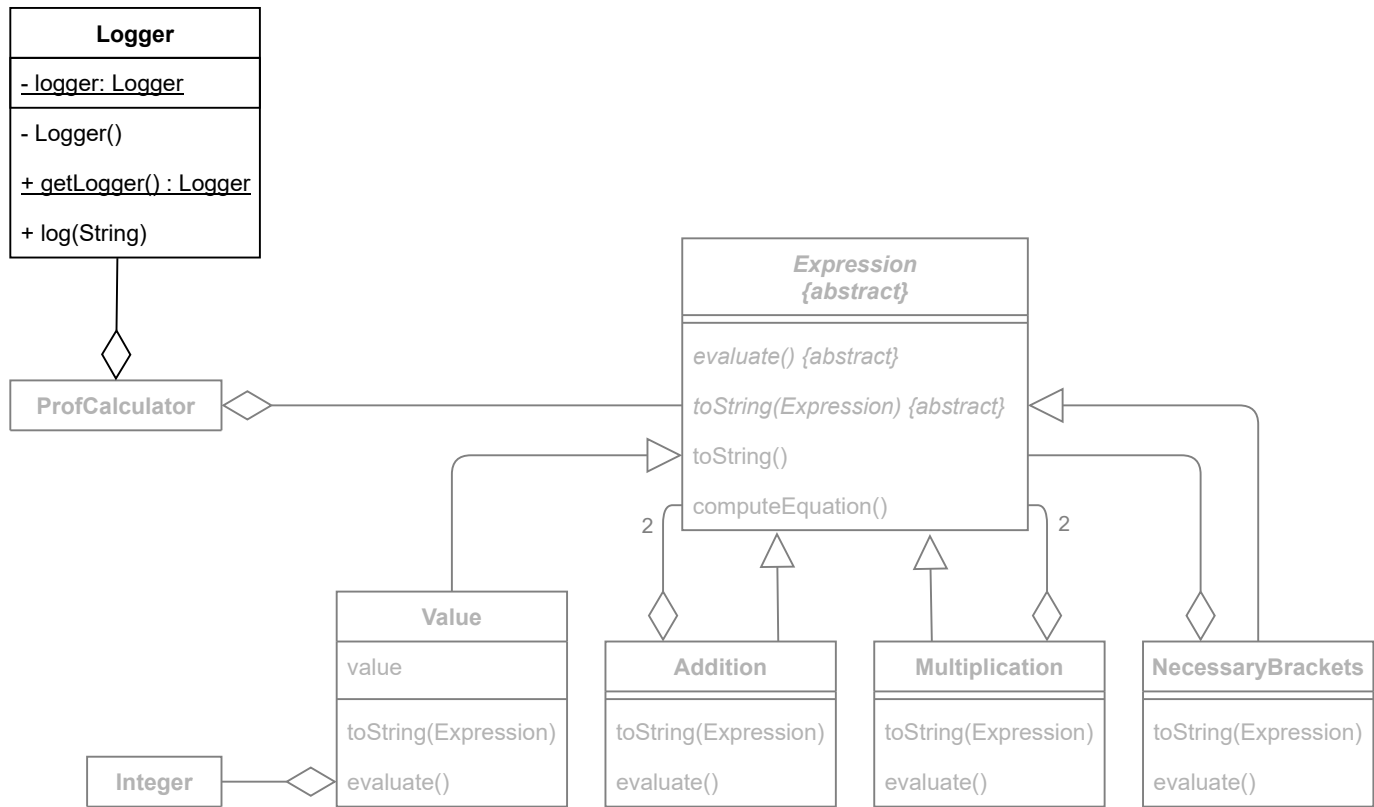 Logger
- logger: Logger
- Logger()
+ getLogger() : Logger
+ log(String)
Expression
{abstract}
evaluate() {abstract}
toString(Expression) {abstract}
toString()
computeEquation()
ProfCalculator
2
2
Value
value
toString(Expression)
evaluate()
Addition
toString(Expression)
evaluate()
Multiplication
toString(Expression)
evaluate()
NecessaryBrackets
toString(Expression)
evaluate()
Integer